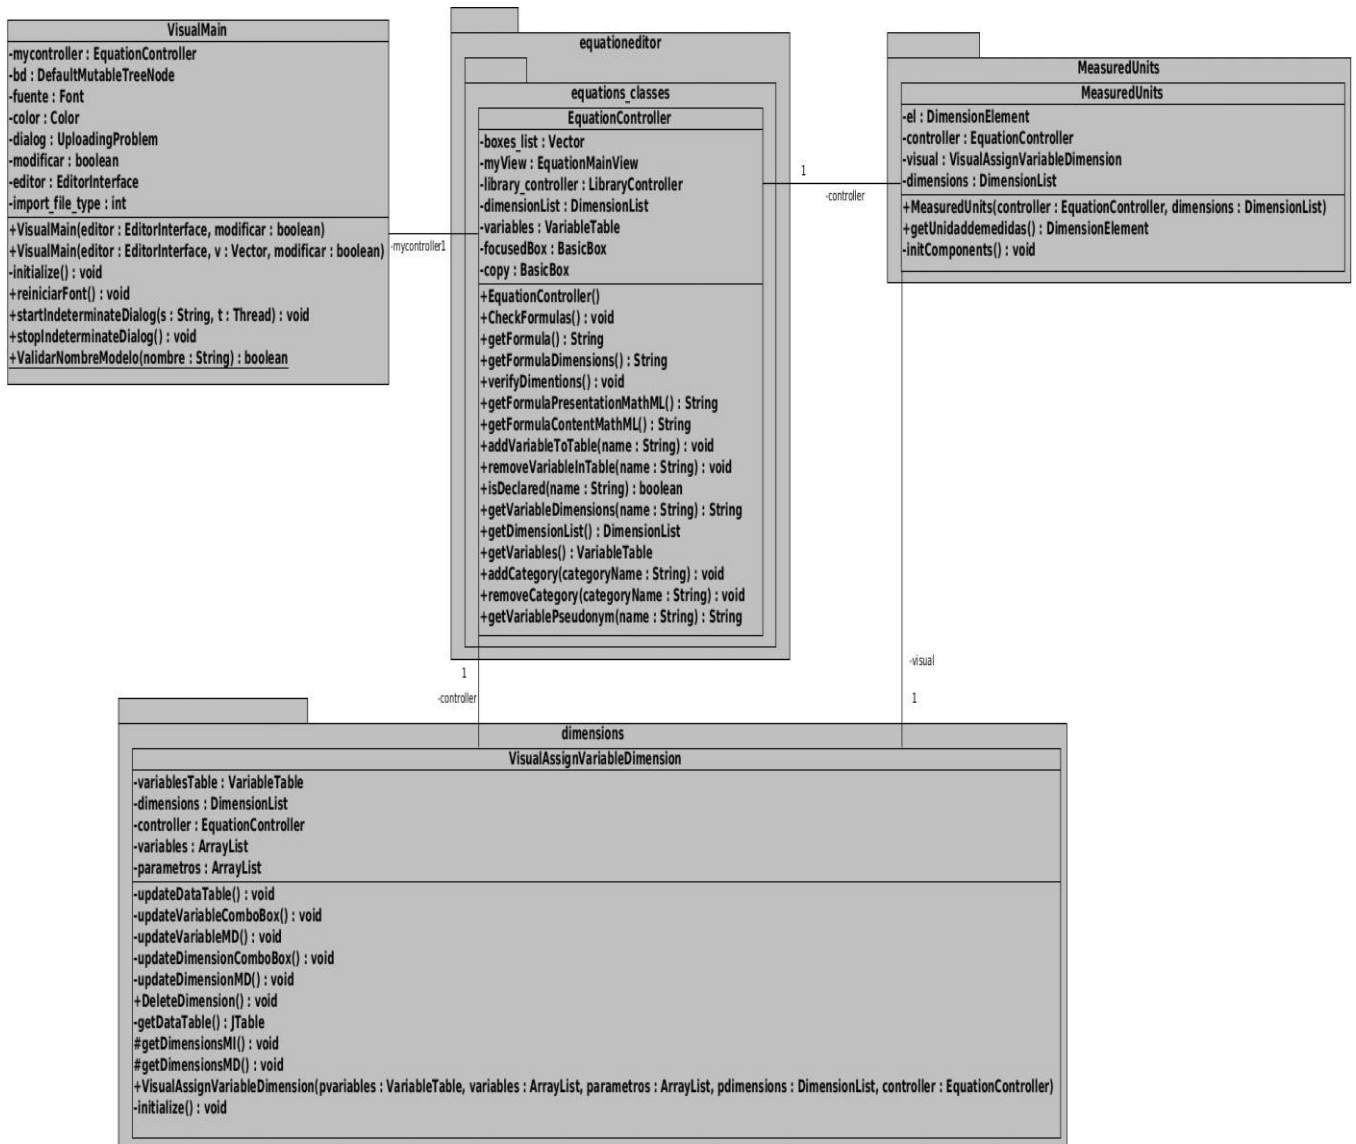 VisualMain
-mycontroller : EquationController
-bd : DefaultMutableTreeNode
-fuente : Font
-color : Color
-dialog : UploadingProblem
-modificar : boolean
-editor : EditorInterface
-import_file_type : int
+VisualMain(editor : EditorInterface, modificar : boolean)
+VisualMain(editor : EditorInterface, v : Vector, modificar : boolean)
-initialize() : void
+reiniciarFont() : void
+startIndeterminateDialog(s : String, t : Thread) : void
+stopIndeterminateDialog() : void
+ValidarNombreModelo(nombre : String) : boolean
-mycontroller1
equationeditor
equations_classes
EquationController
-boxes_list : Vector
-myView : EquationMainView
-library_controller : LibraryController
-dimensionList : DimensionList
-variables : VariableTable
-focusedBox : BasicBox
-copy : BasicBox
+EquationController()
+CheckFormulas() : void
+getFormula() : String
+getFormulaDimensions() : String
+verifyDimentions() : void
+getFormulaPresentationMathML() : String
+getFormulaContentMathML() : String
+addVariableToTable(name : String) : void
+removeVariableInTable(name : String) : void
+isDeclared(name : String) : boolean
+getVariableDimensions(name : String) : String
+getDimensionList() : DimensionList
+getVariables() : VariableTable
+addCategory(categoryName : String) : void
+removeCategory(categoryName : String) : void
+getVariablePseudonym(name : String) : String
1
-controller
MeasuredUnits
MeasuredUnits
-el : DimensionElement
-controller : EquationController
-visual : VisualAssignVariableDimension
-dimensions : DimensionList
+MeasuredUnits(controller : EquationController, dimensions : DimensionList)
+getUnidaddemedidas() : DimensionElement
-initComponents() : void
1
-controller
-visual
1
dimensions
VisualAssignVariableDimension
-variablesTable : VariableTable
-dimensions : DimensionList
-controller : EquationController
-variables : ArrayList
-parametros : ArrayList
-updateDataTable() : void
-updateVariableComboBox() : void
-updateVariableMD() : void
-updateDimensionComboBox() : void
-updateDimensionMD() : void
+DeleteDimension() : void
-getDataTable() : JTable
#getDimensionsMI() : void
#getDimensionsMD() : void
+VisualAssignVariableDimension(pvariables : VariableTable, variables : ArrayList, parametros : ArrayList, pdimensions : DimensionList, controller : EquationController)
-initialize() : void